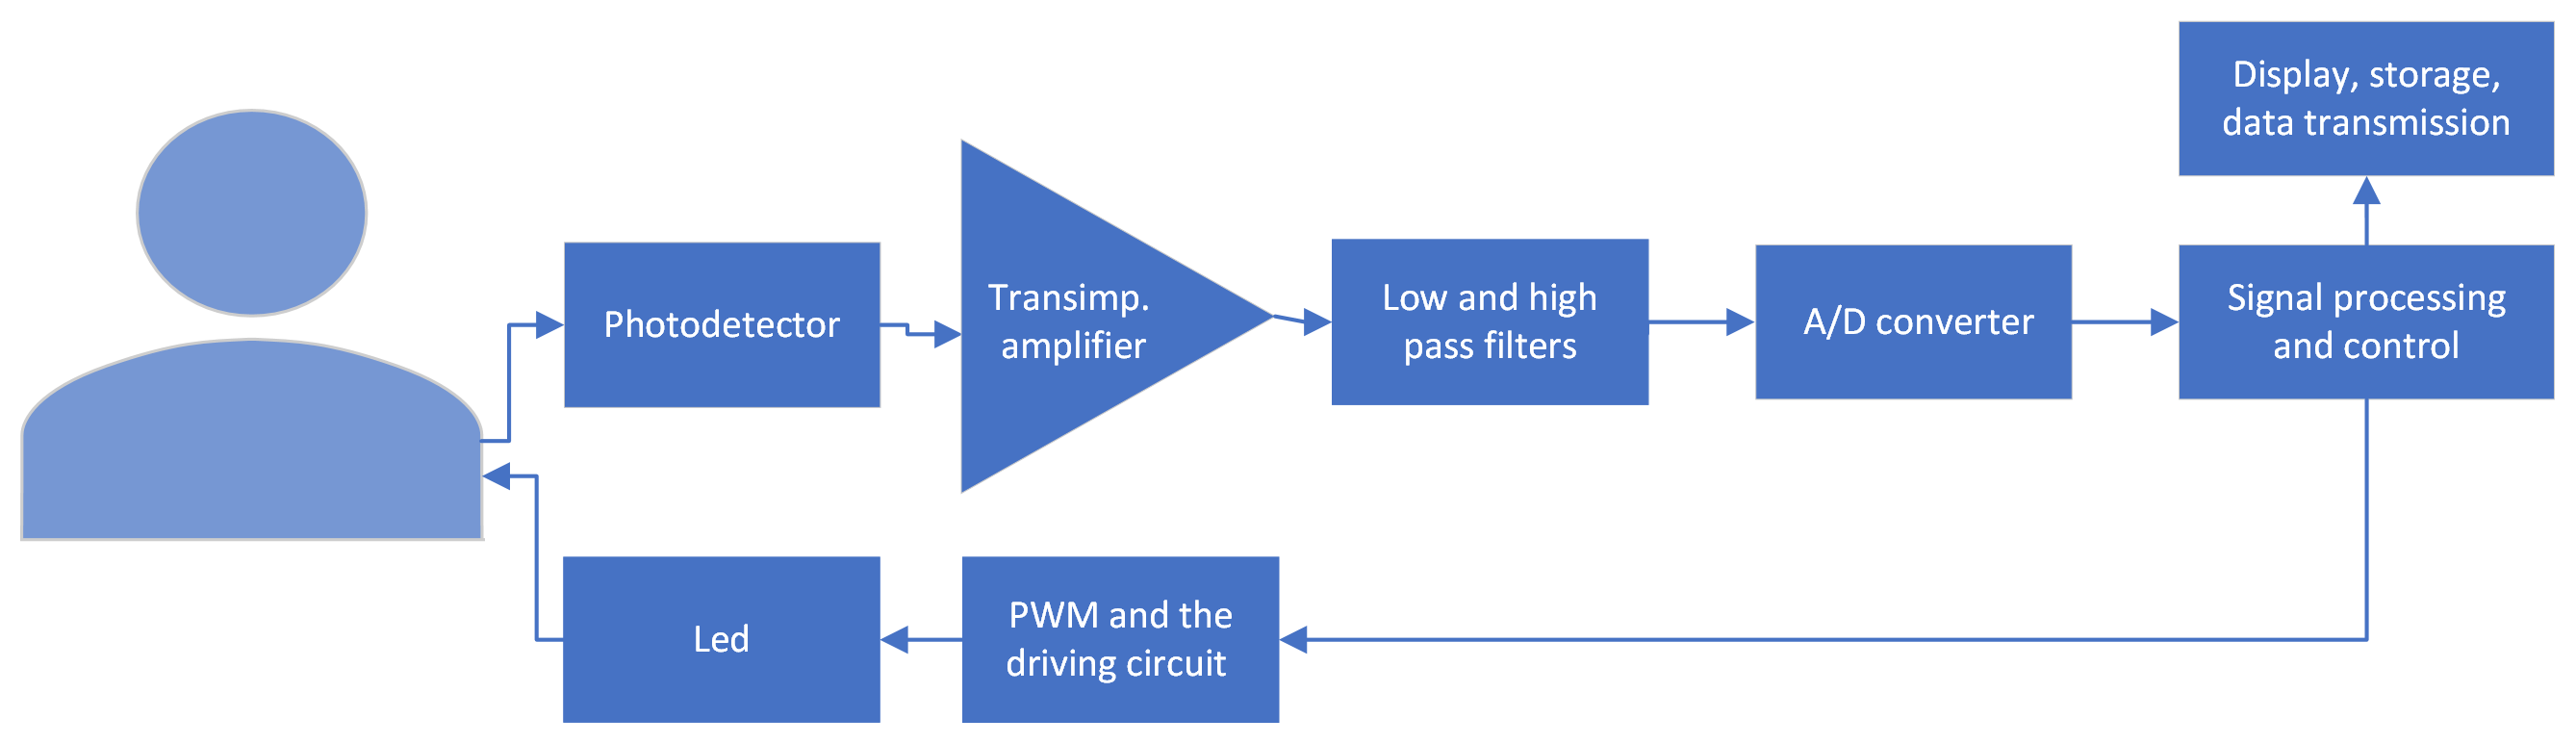 Display, storage,
data transmission
Photodetector
Transimp.
amplifier
Low and high
pass filters
A/D converter
Signal processing
and control
Led
PWM and the
driving circuit